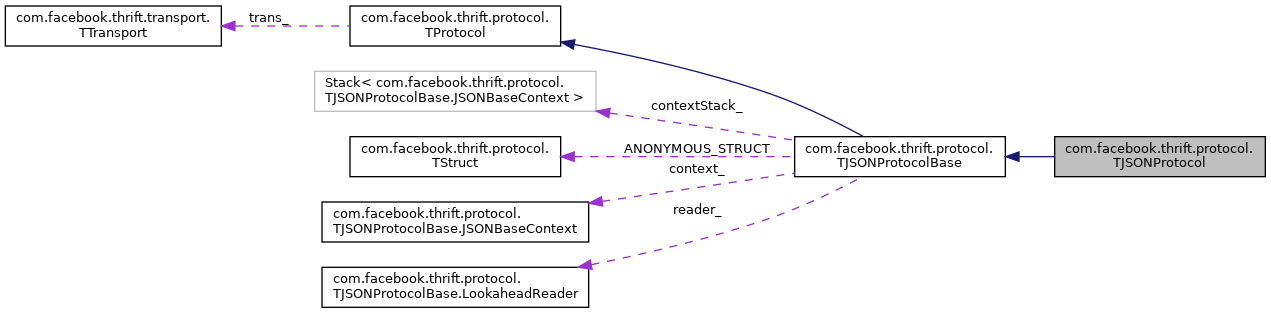 com.facebook.thrift.transport.
TTransport
trans_
com.facebook.thrift.protocol.
TProtocol
Stack< com.facebook.thrift.protocol.
TJSONProtocolBase.JSONBaseContext >
contextStack_
com.facebook.thrift.protocol.
TStruct
ANONYMOUS_STRUCT
context_
com.facebook.thrift.protocol.
TJSONProtocolBase
com.facebook.thrift.protocol.
TJSONProtocol
com.facebook.thrift.protocol.
TJSONProtocolBase.JSONBaseContext
reader_
com.facebook.thrift.protocol.
TJSONProtocolBase.LookaheadReader